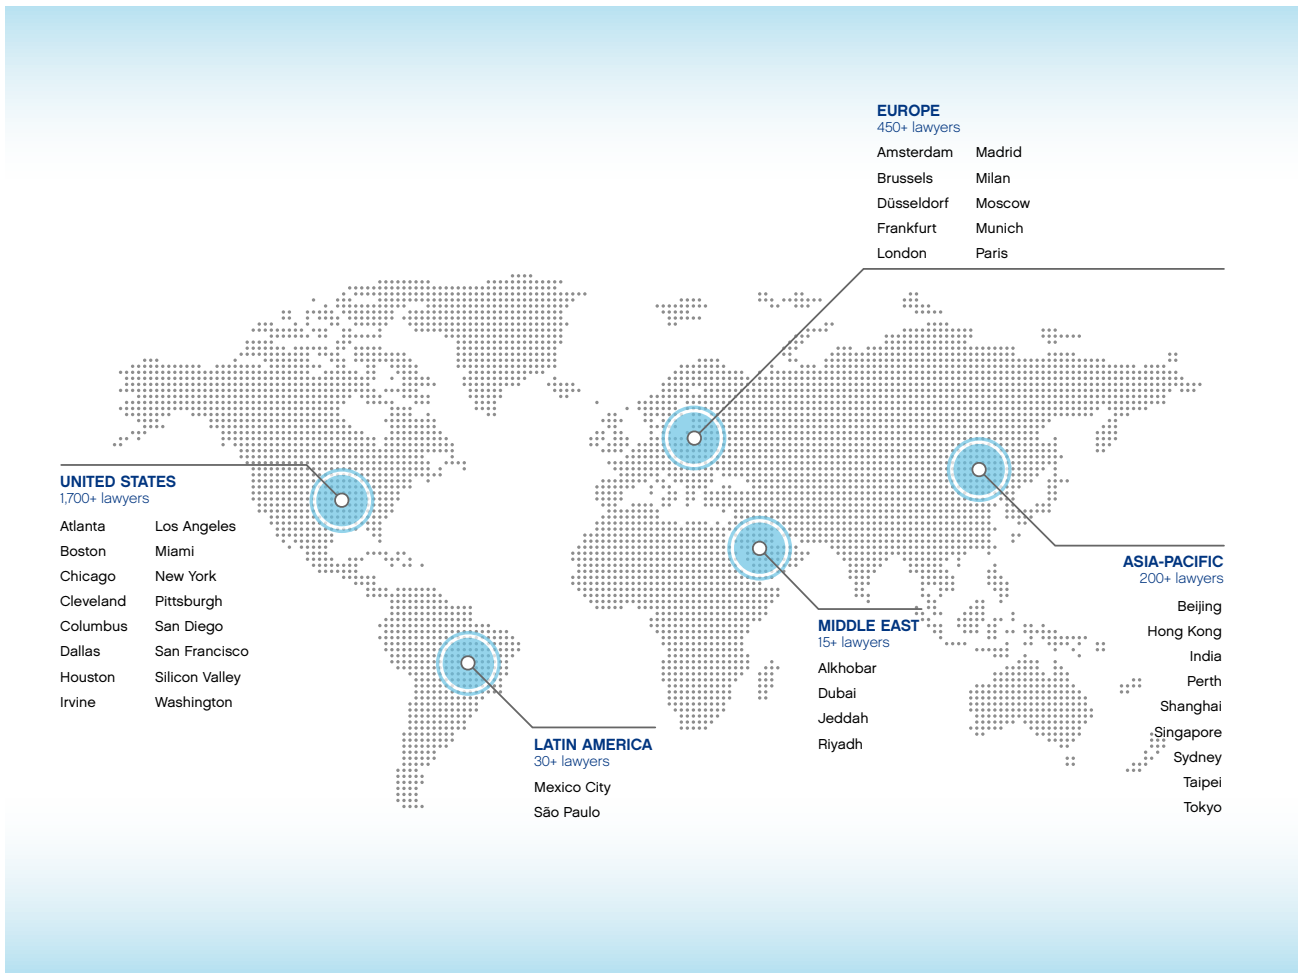 EUROPE
450+ lawyers
Amsterdam Madrid
Brussels Milan
Düsseldorf Moscow
Frankfurt Munich
London Paris
UNITED STATES
1,700+ lawyers
Atlanta Los Angeles
Boston Miami
Chicago New York
Cleveland Pittsburgh
Columbus San Diego
Dallas San Francisco
Houston Silicon Valley
Irvine Washington
ASIA-PACIFIC
200+ lawyers
Beijing
Hong Kong
India
Perth
Shanghai
Singapore
Sydney
Taipei
Tokyo
MIDDLE EAST
15+ lawyers
Alkhobar
Dubai
Jeddah
Riyadh
LATIN AMERICA
30+ lawyers
Mexico City
São Paulo